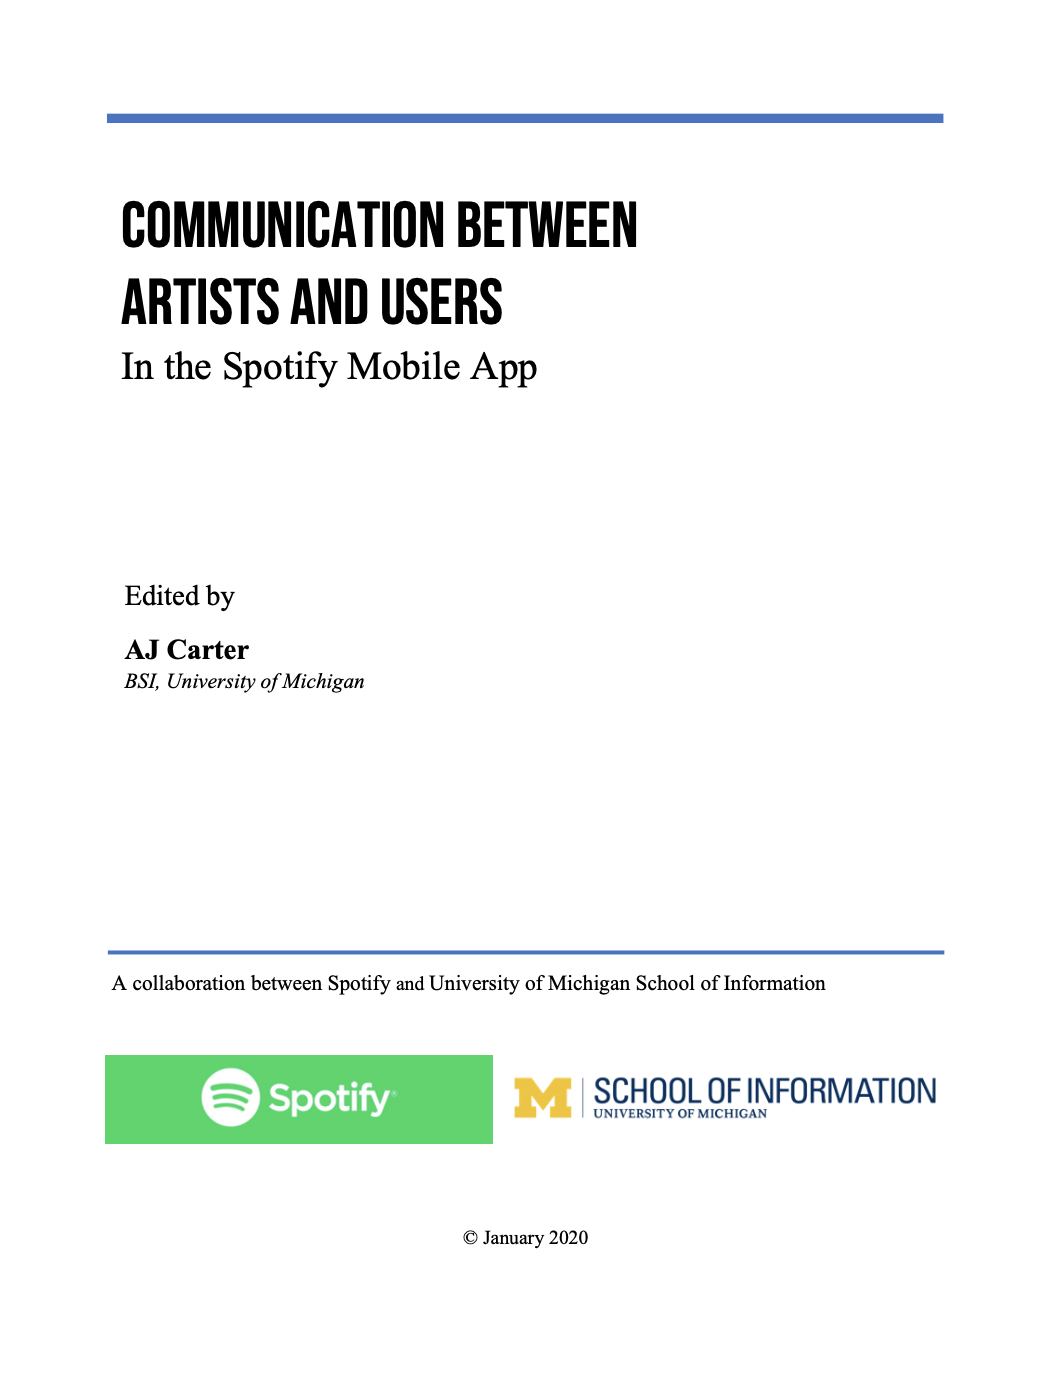 COMMUNICATION BETWEEN
ARTISTS AND USERS
In the Spotify Mobile App
Edited by
AJ Carter
BSI, University of Michigan
A collaboration between Spotify and University of Michigan School of Information
Spotify
M SCHOOL OF INFORMATION
UNIVERSITY OF MICHIGAN
© January 2020